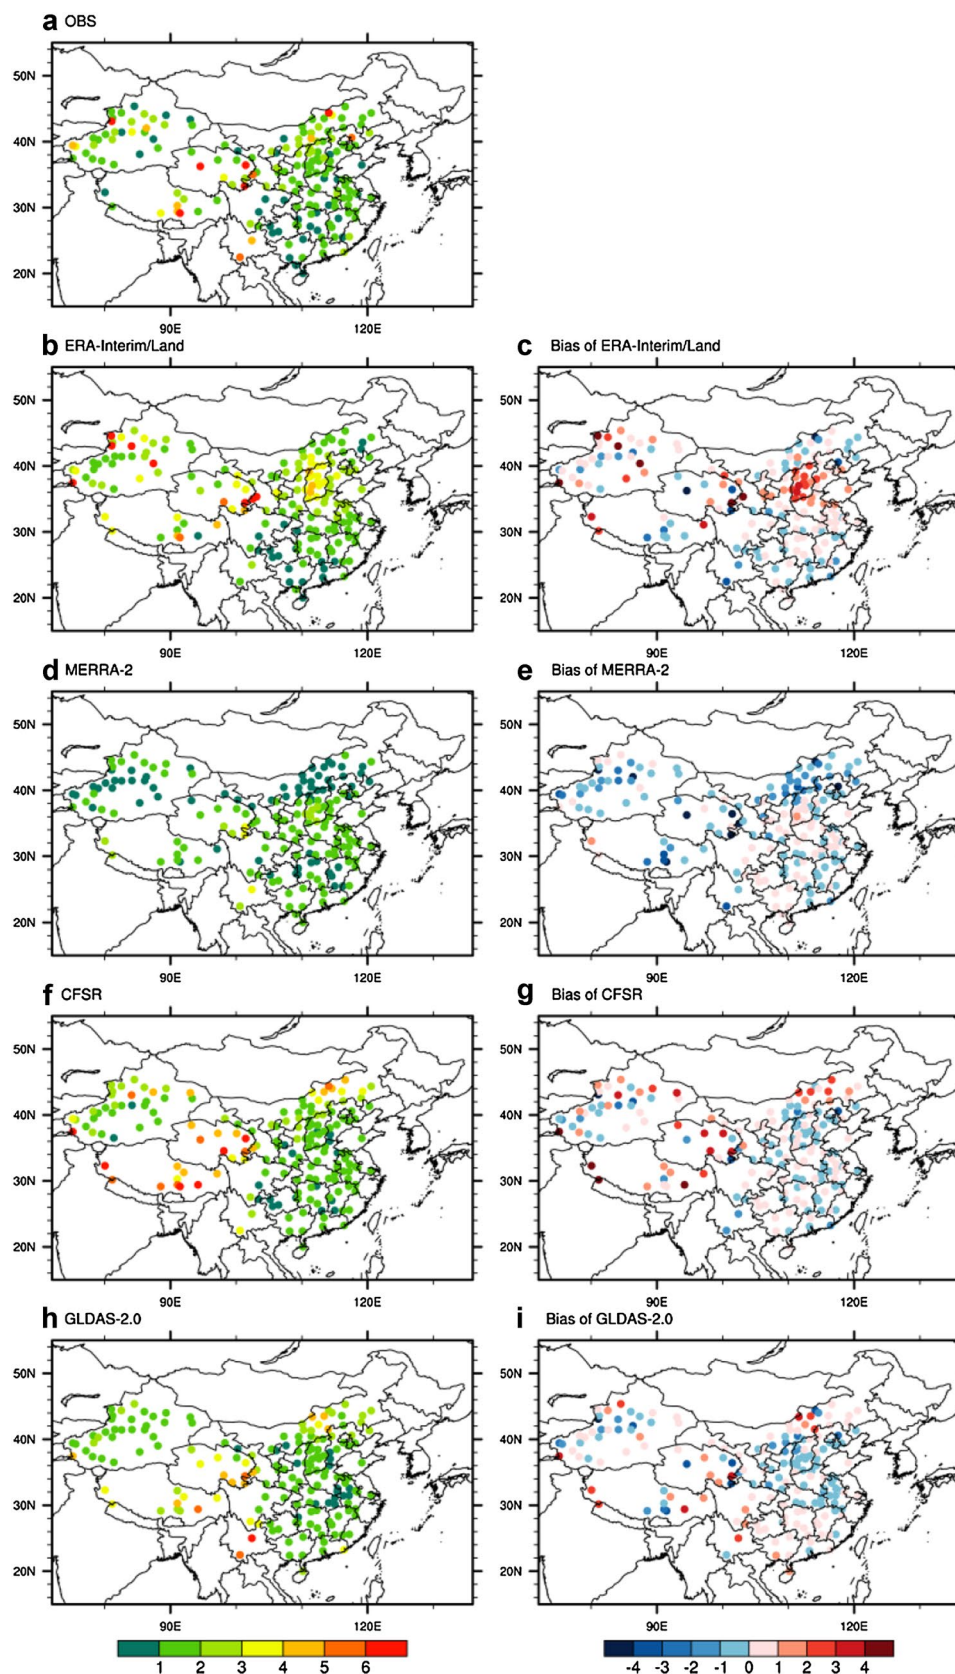 a OBS
50N
40N
30N
20N
90E 120E
b ERA-Interim/Land
c Bias of ERA-Interim/Land
50N 50N
40N 40N
30N 30N
20N 20N
90E 120E 90E 120E
d MERRA-2
e Bias of MERRA-2
50N 50N
40N 40N
30N 30N
20N 20N
90E 120E 90E 120E
f CFSR
g Bias of CFSR
50N 50N
40N 40N
30N 30N
20N 20N
90E 120E 90E 120E
h GLDAS-2.0
i Bias of GLDAS-2.0
50N 50N
40N 40N
30N 30N
20N 20N
90E 120E 90E 120E
1 2 3 4 5 6
-4 -3 -2 -1 0 1 2 3 4